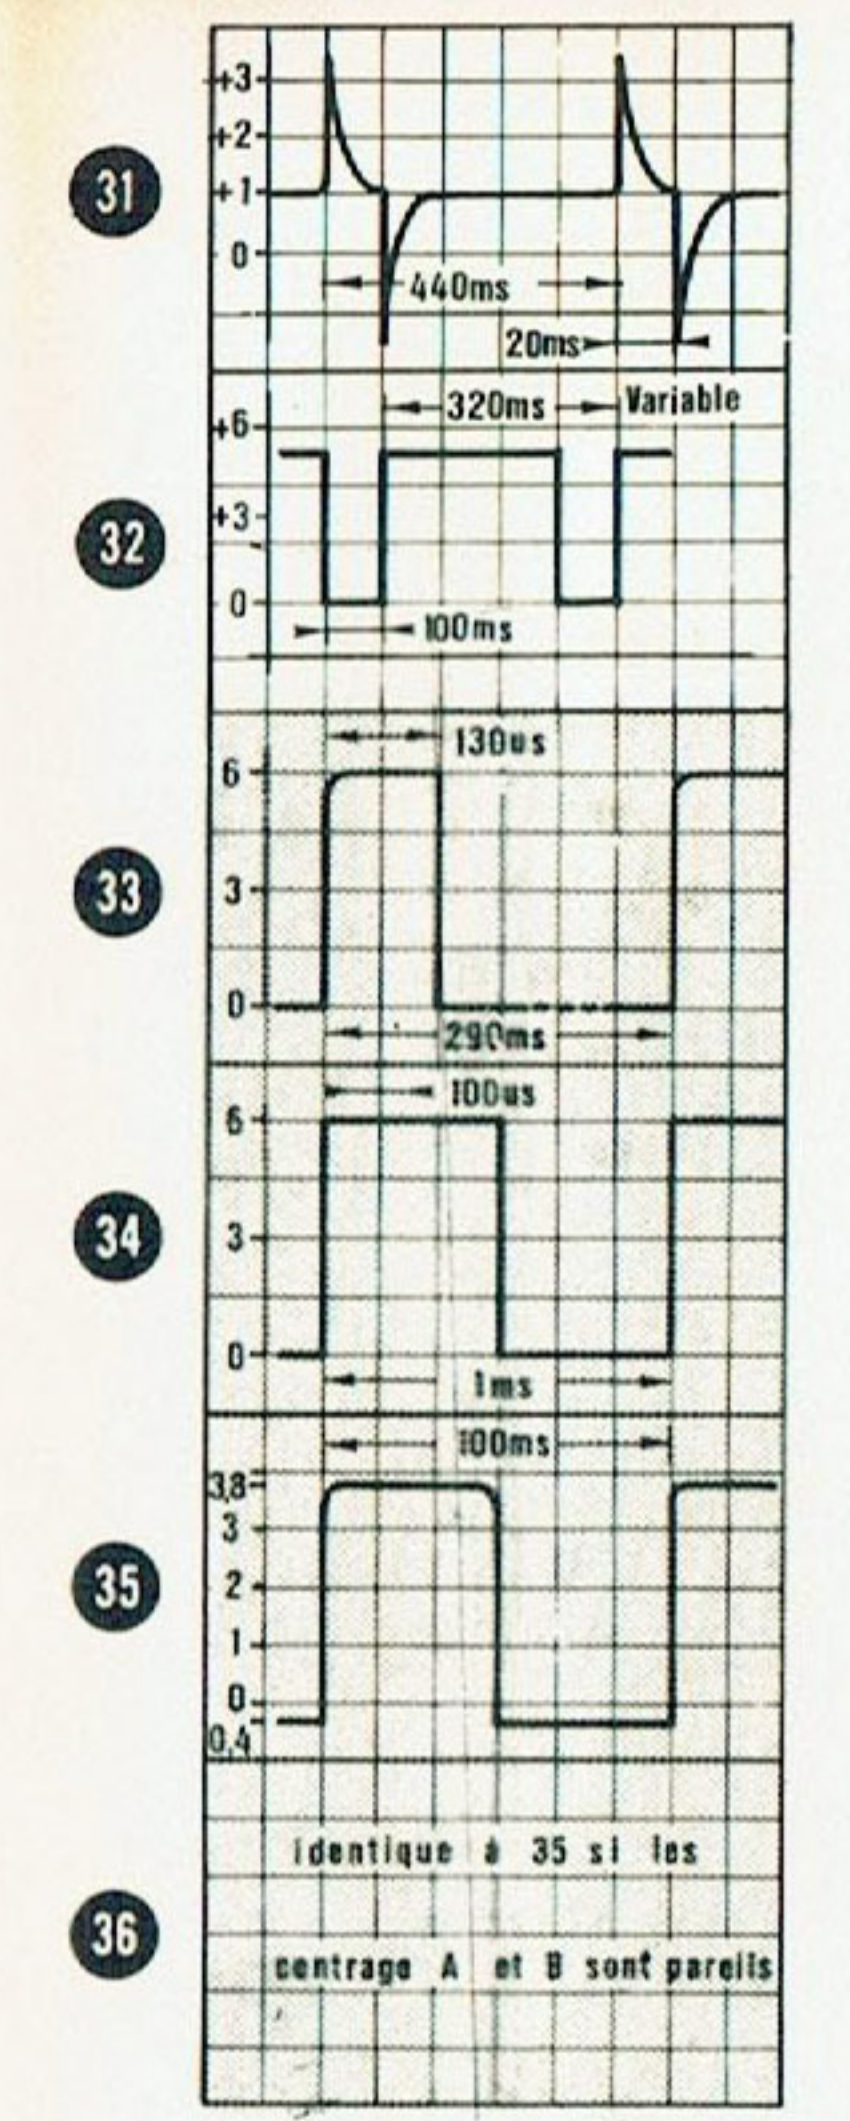 31
+3
+2
+1
0
440ms
20ms
32
320ms Variable
+6
+3
0
100ms
33
130us
6
3
0
290ms
34
100us
6
3
0
1ms
35
100ms
3,8
3
2
1
0
0,4
36
identique à 35 si les
centrage A et B sont pareils